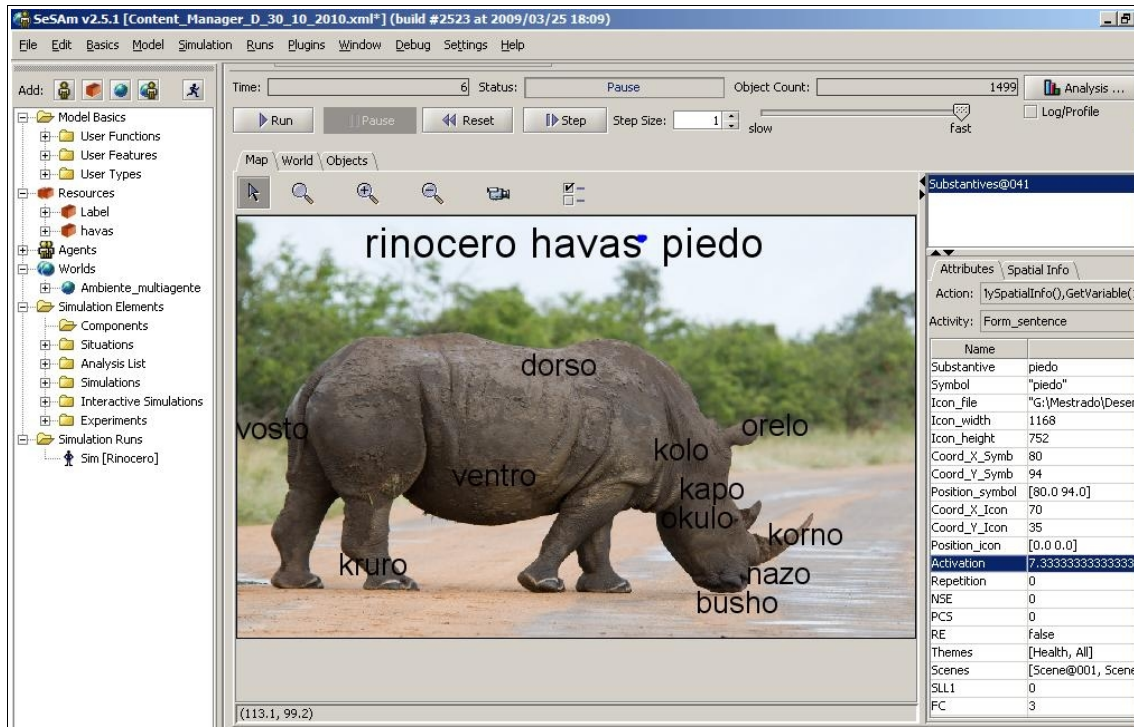 SeSAm v2.5.1 [Content_Manager_D_30_10_2010.xml*] (build #2523 at 2009/03/25 18:09)
File Edit Basics Model Simulation Runs Plugins Window Debug Settings Help
Add:
Model Basics
User Functions
User Features
User Types
Resources
Label
havas
Agents
Worlds
Ambiente_multiagente
Simulation Elements
Components
Situations
Analysis List
Simulations
Interactive Simulations
Experiments
Simulation Runs
Sim [Rinocero]
Time: 6 Status: Pause Object Count: 1499 Analysis ...
Run Pause Reset Step Step Size: 1 slow fast Log/Profile
Map World Objects
rinocero havas piedo
dorso
vosto
orelo
kolo
ventro
kapo
okulo
korno
kruro
nazo
busho
(113.1, 99.2)
Substantives@041
Attributes Spatial Info
Action: lySpatialInfo(),GetVariable(
Activity: Form_sentence
Name
Substantive piedo
Symbol "piedo"
Icon_file "G:\Mestrado\Deser
Icon_width 1168
Icon_height 752
Coord_X_Symb 80
Coord_Y_Symb 94
Position_symbol [80.0 94.0]
Coord_X_Icon 70
Coord_Y_Icon 35
Position_icon [0.0 0.0]
Activation 7.33333333333333
Repetition 0
NSE 0
PCS 0
RE false
Themes [Health, All]
Scenes [Scene@001, Scene
SLL1 0
FC 3